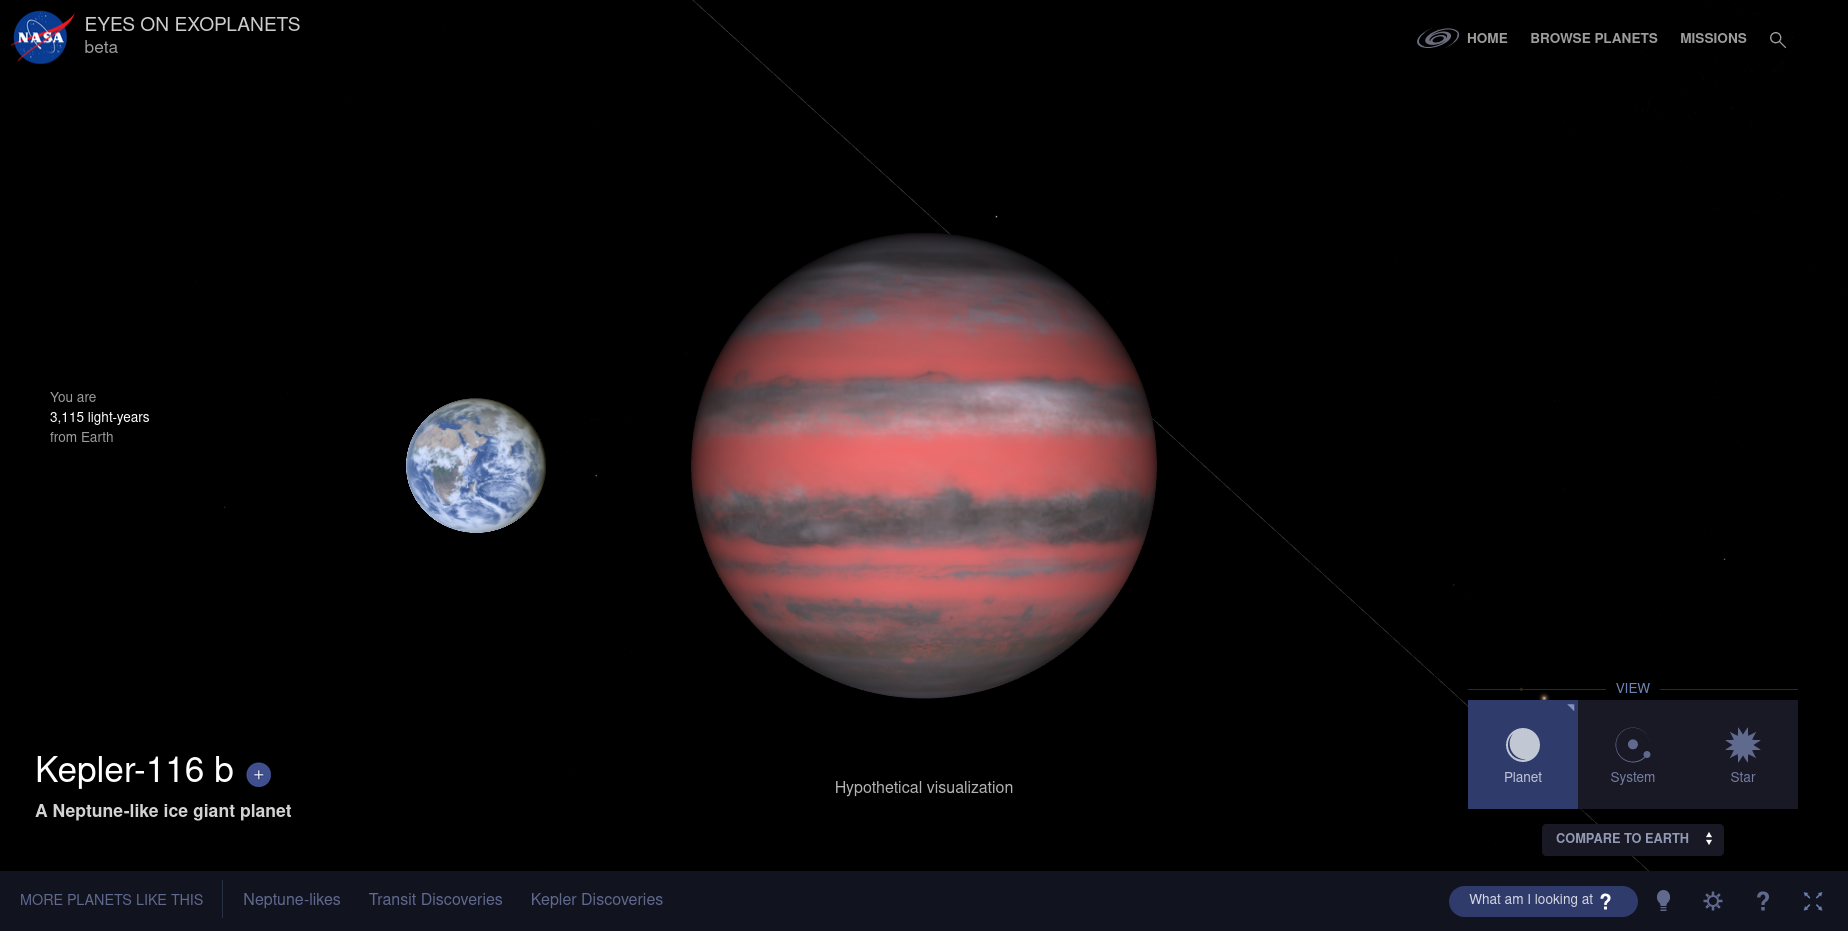 NASA
EYES ON EXOPLANETS
beta
HOME
BROWSE PLANETS
MISSIONS
You are
3,115 light-years
from Earth
VIEW
Planet
System
Star
Kepler-116 b +
A Neptune-like ice giant planet
Hypothetical visualization
COMPARE TO EARTH
MORE PLANETS LIKE THIS
Neptune-likes
Transit Discoveries
Kepler Discoveries
What am I looking at ?
?